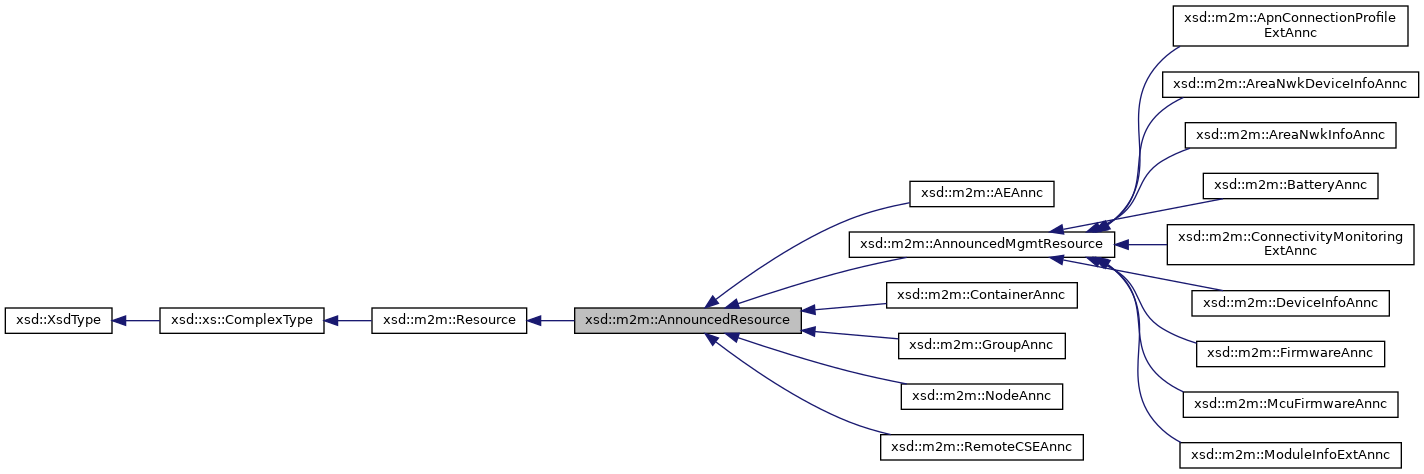 xsd::XsdType
xsd::xs::ComplexType
xsd::m2m::Resource
xsd::m2m::AnnouncedResource
xsd::m2m::AEAnnc
xsd::m2m::AnnouncedMgmtResource
xsd::m2m::ContainerAnnc
xsd::m2m::GroupAnnc
xsd::m2m::NodeAnnc
xsd::m2m::RemoteCSEAnnc
xsd::m2m::ApnConnectionProfile
ExtAnnc
xsd::m2m::AreaNwkDeviceInfoAnnc
xsd::m2m::AreaNwkInfoAnnc
xsd::m2m::BatteryAnnc
xsd::m2m::ConnectivityMonitoring
ExtAnnc
xsd::m2m::DeviceInfoAnnc
xsd::m2m::FirmwareAnnc
xsd::m2m::McuFirmwareAnnc
xsd::m2m::ModuleInfoExtAnnc